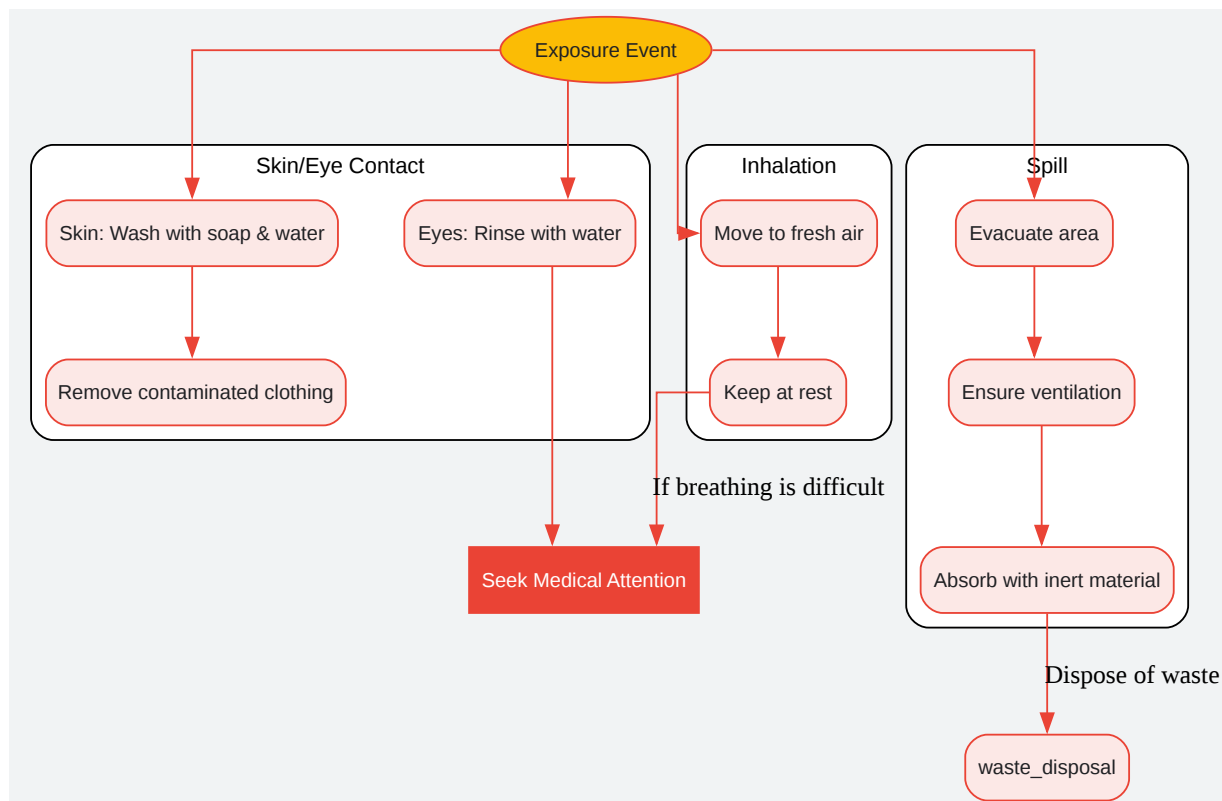 Exposure Event
Skin/Eye Contact
Inhalation
Spill
Skin: Wash with soap & water
Eyes: Rinse with water
Move to fresh air
Evacuate area
Remove contaminated clothing
Keep at rest
Ensure ventilation
If breathing is difficult
Seek Medical Attention
Absorb with inert material
Dispose of waste
waste_disposal